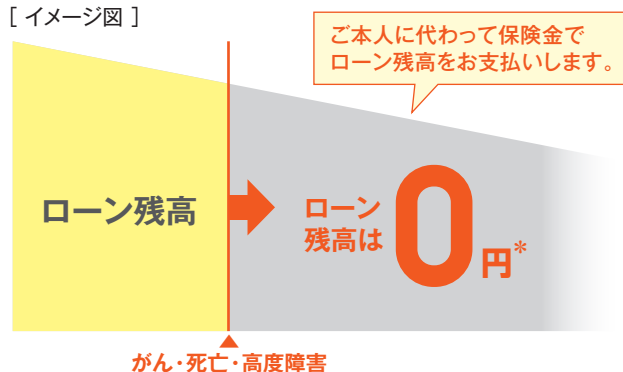 [ イメージ図 ]
ご本人に代わって保険金で
ローン残高をお支払いします。
ローン残高
ローン
残高は
0円*
がん・死亡・高度障害